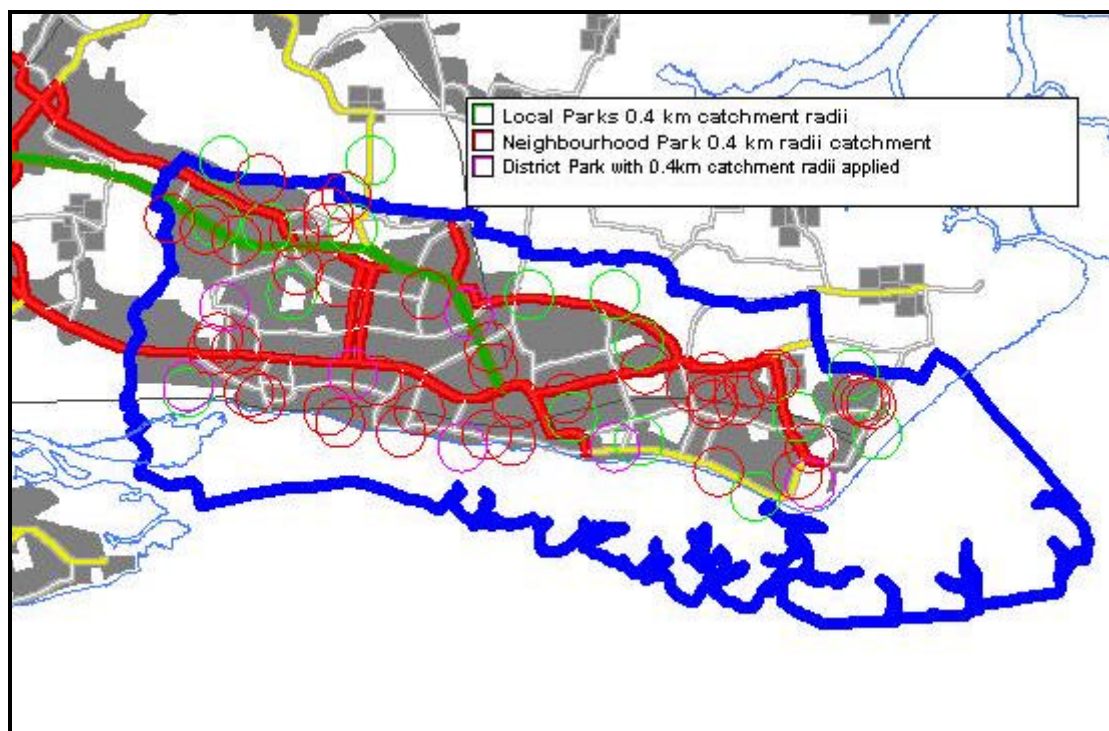 Local Parks 0.4 km catchment radii
Neighbourhood Park 0.4 km radii catchment
District Park with 0.4km catchment radii applied